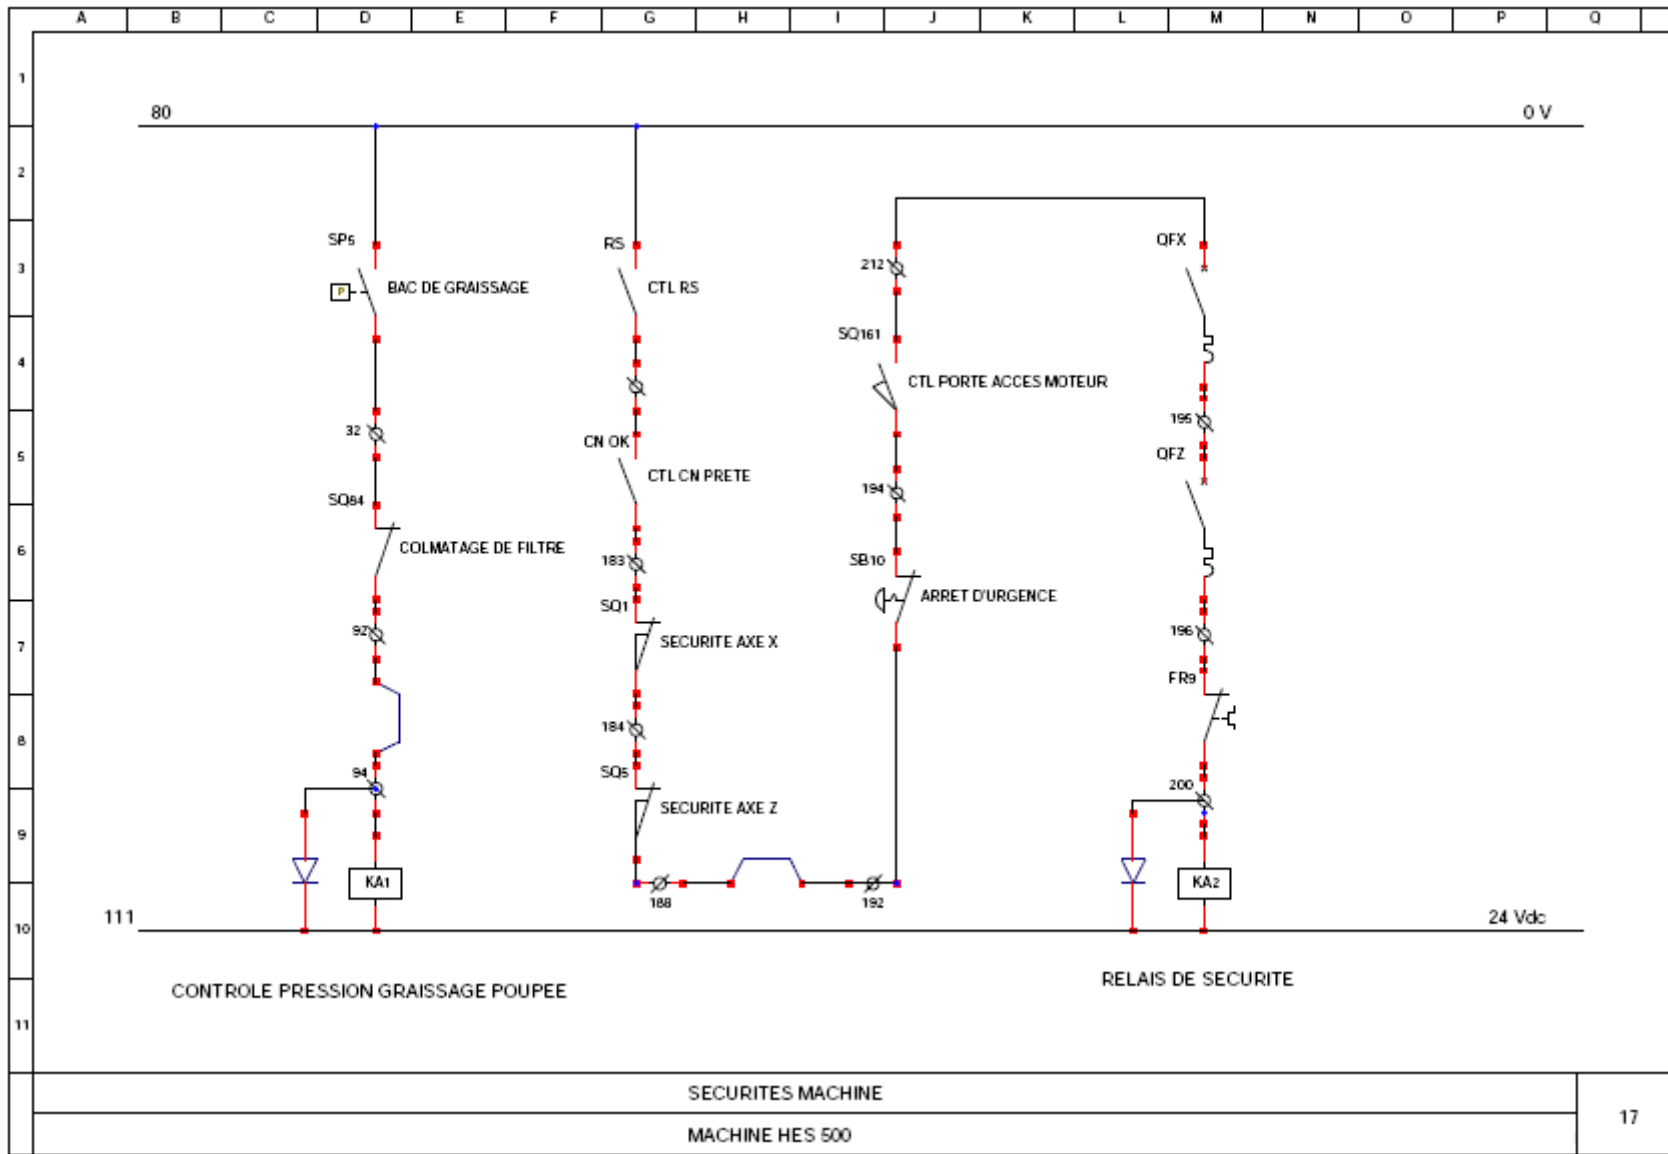 A B C D E F G H I J K L M N O P Q
1
80 0 V
2
SP5 RS QFX
3
212
P BAC DE GRAISSAGE CTL RS
SQ161
4
CTL PORTE ACCES MOTEUR
32 195
CN OK QFZ
5
CTL CN PRETE
194
SQ84
6
COLMATAGE DE FILTRE
183 SB10
ARRET D'URGENCE
SQ1
92 196
7
SECURITE AXE X
FR9
184
8
94 SQ5
200
SECURITE AXE Z
9
KA1 KA2
188 192
111 24 Vdc
10
CONTROLE PRESSION GRAISSAGE POUPEE RELAIS DE SECURITE
11
SECURITES MACHINE
17
MACHINE HES 500